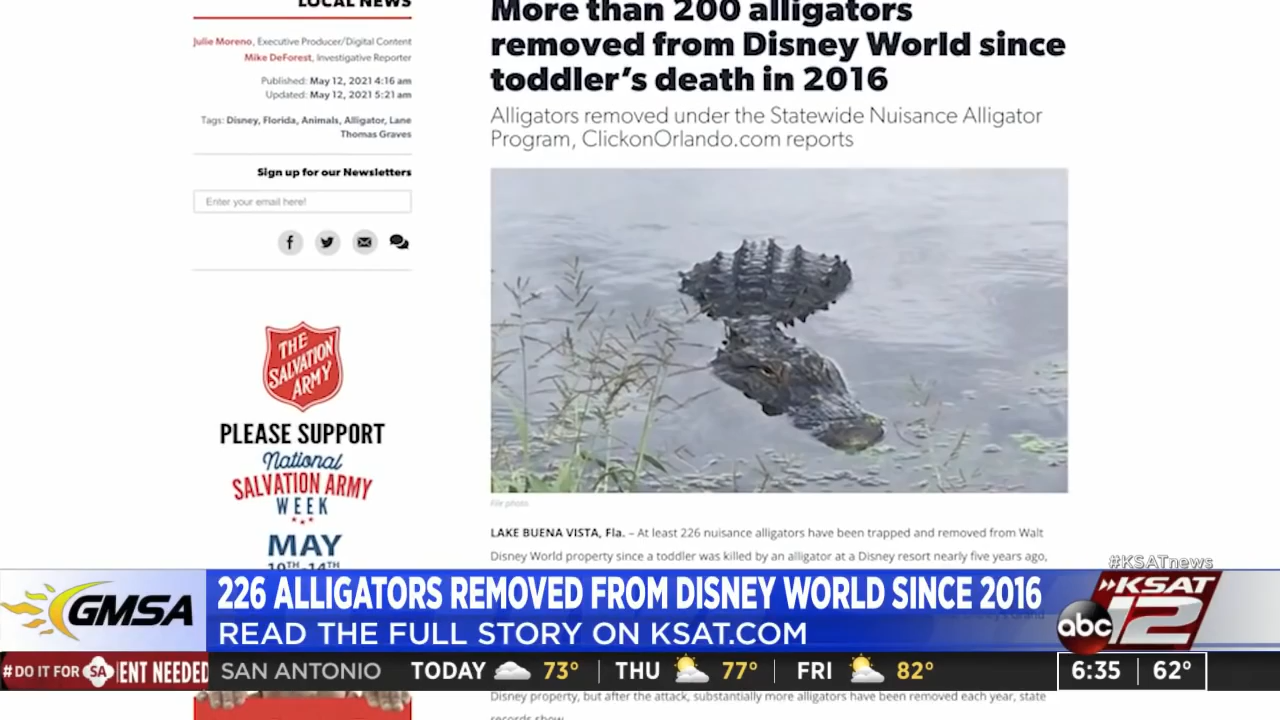 LOCAL NEWS
Julie Moreno, Executive Producer/Digital Content
Mike DeForest, Investigative Reporter
Published: May 12, 2021 4:16 am
Updated: May 12, 2021 5:21 am
Tags: Disney, Florida, Animals, Alligator, Lane
Thomas Graves
Sign up for our Newsletters
Enter your email here!
THE
SALVATION
ARMY
PLEASE SUPPORT
National
SALVATION ARMY
WEEK
MAY
10TH-14TH
More than 200 alligators
removed from Disney World since
toddler's death in 2016
Alligators removed under the Statewide Nuisance Alligator
Program, ClickonOrlando.com reports
File photo
LAKE BUENA VISTA, Fla. – At least 226 nuisance alligators have been trapped and removed from Walt
Disney World property since a toddler was killed by an alligator at a Disney resort nearly five years ago,
#KSATnews
GMSA
226 ALLIGATORS REMOVED FROM DISNEY WORLD SINCE 2016
READ THE FULL STORY ON KSAT.COM
abc
KSAT
12
#DO IT FOR SA
ENT NEEDED
SAN ANTONIO TODAY 73° THU 77° FRI 82°
6:35 62°
Disney property, but after the attack, substantially more alligators have been removed each year, state
records show.